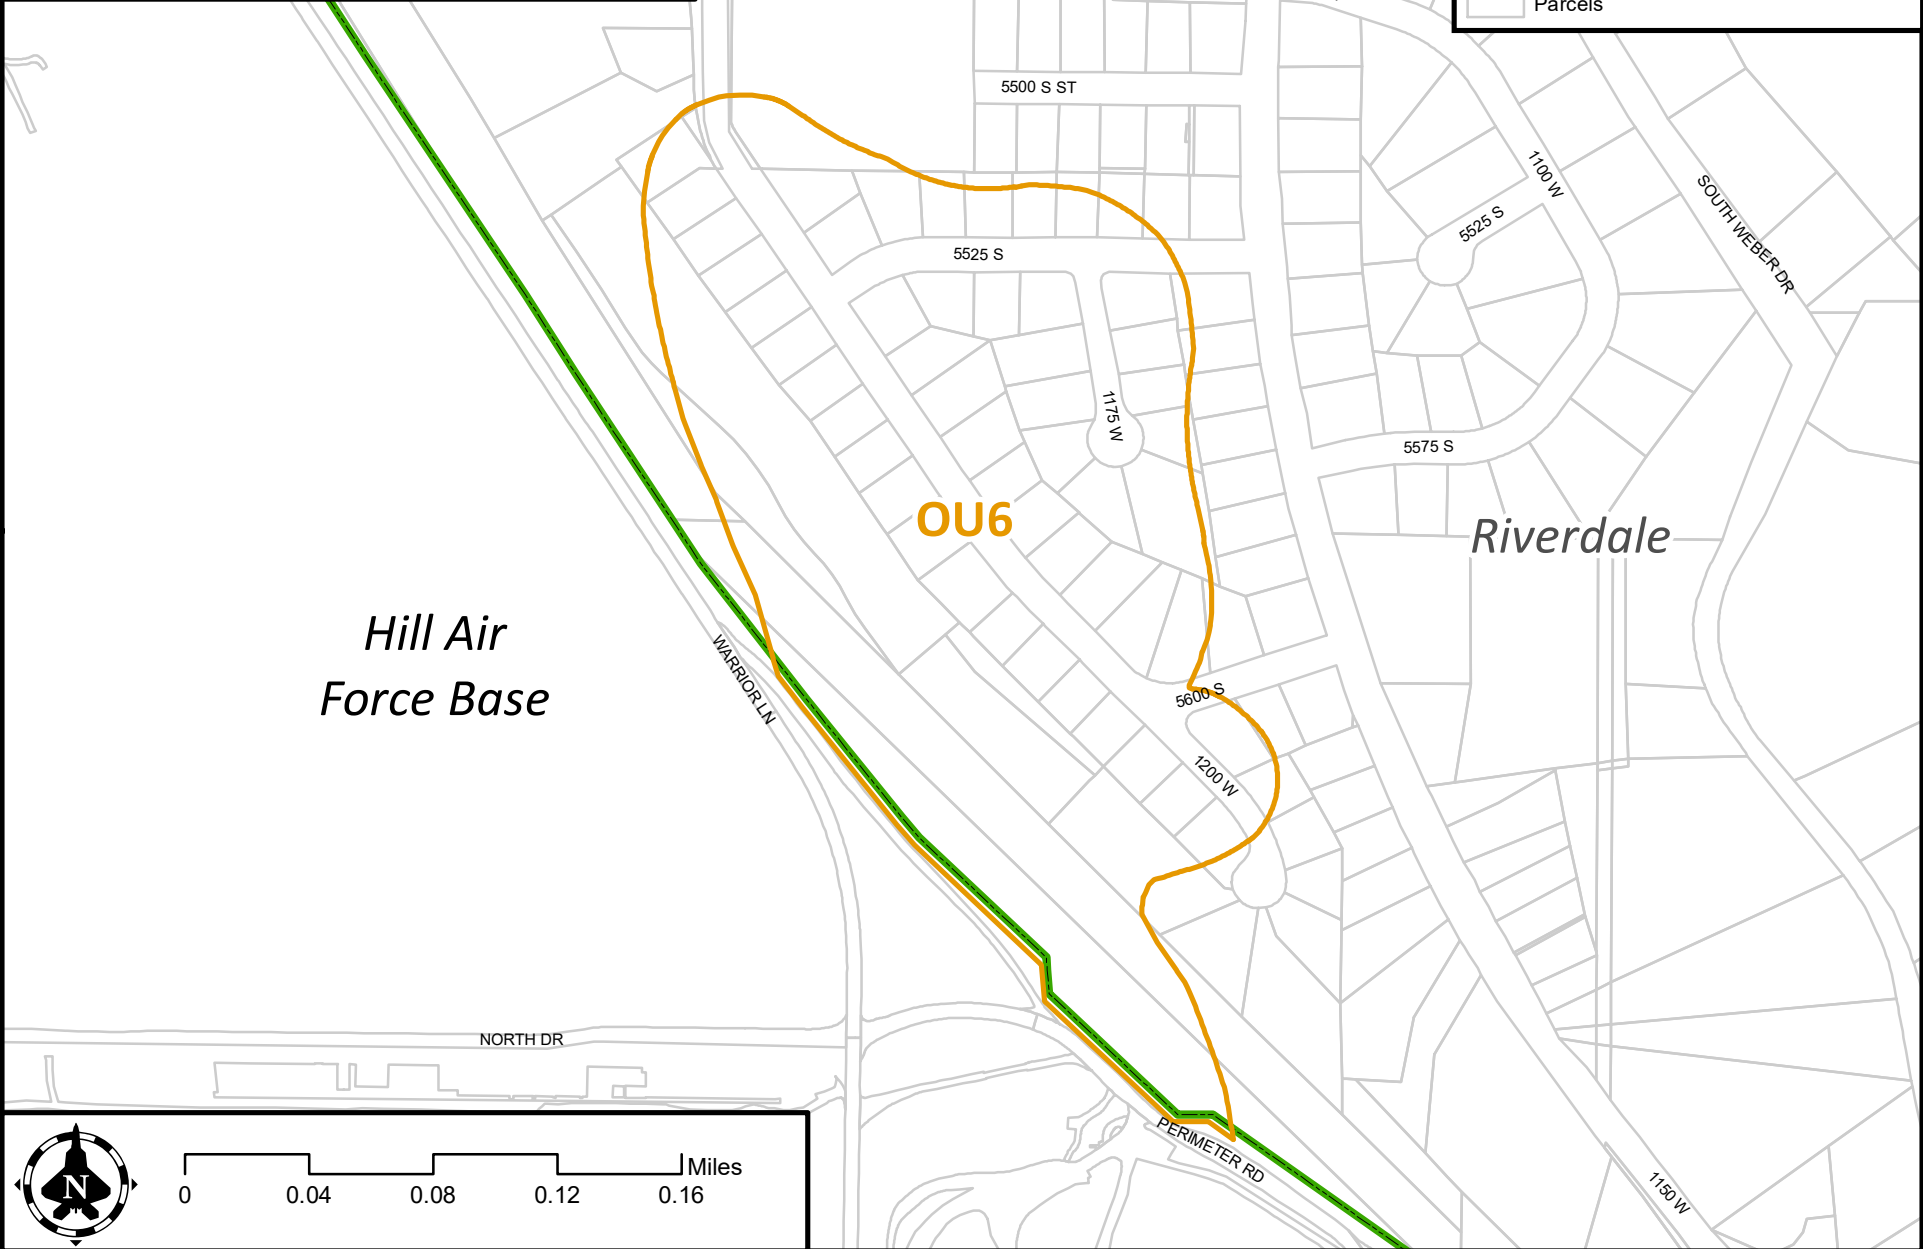 Parcels
5500 S ST
1100 W
SOUTH WEBER DR
5525 S
5525 S
1175 W
5575 S
OU6
Riverdale
Hill Air
Force Base
WARRIOR LN
5600 S
1200 W
NORTH DR
PERIMETER RD
1150 W
N
Miles
0 0.04 0.08 0.12 0.16